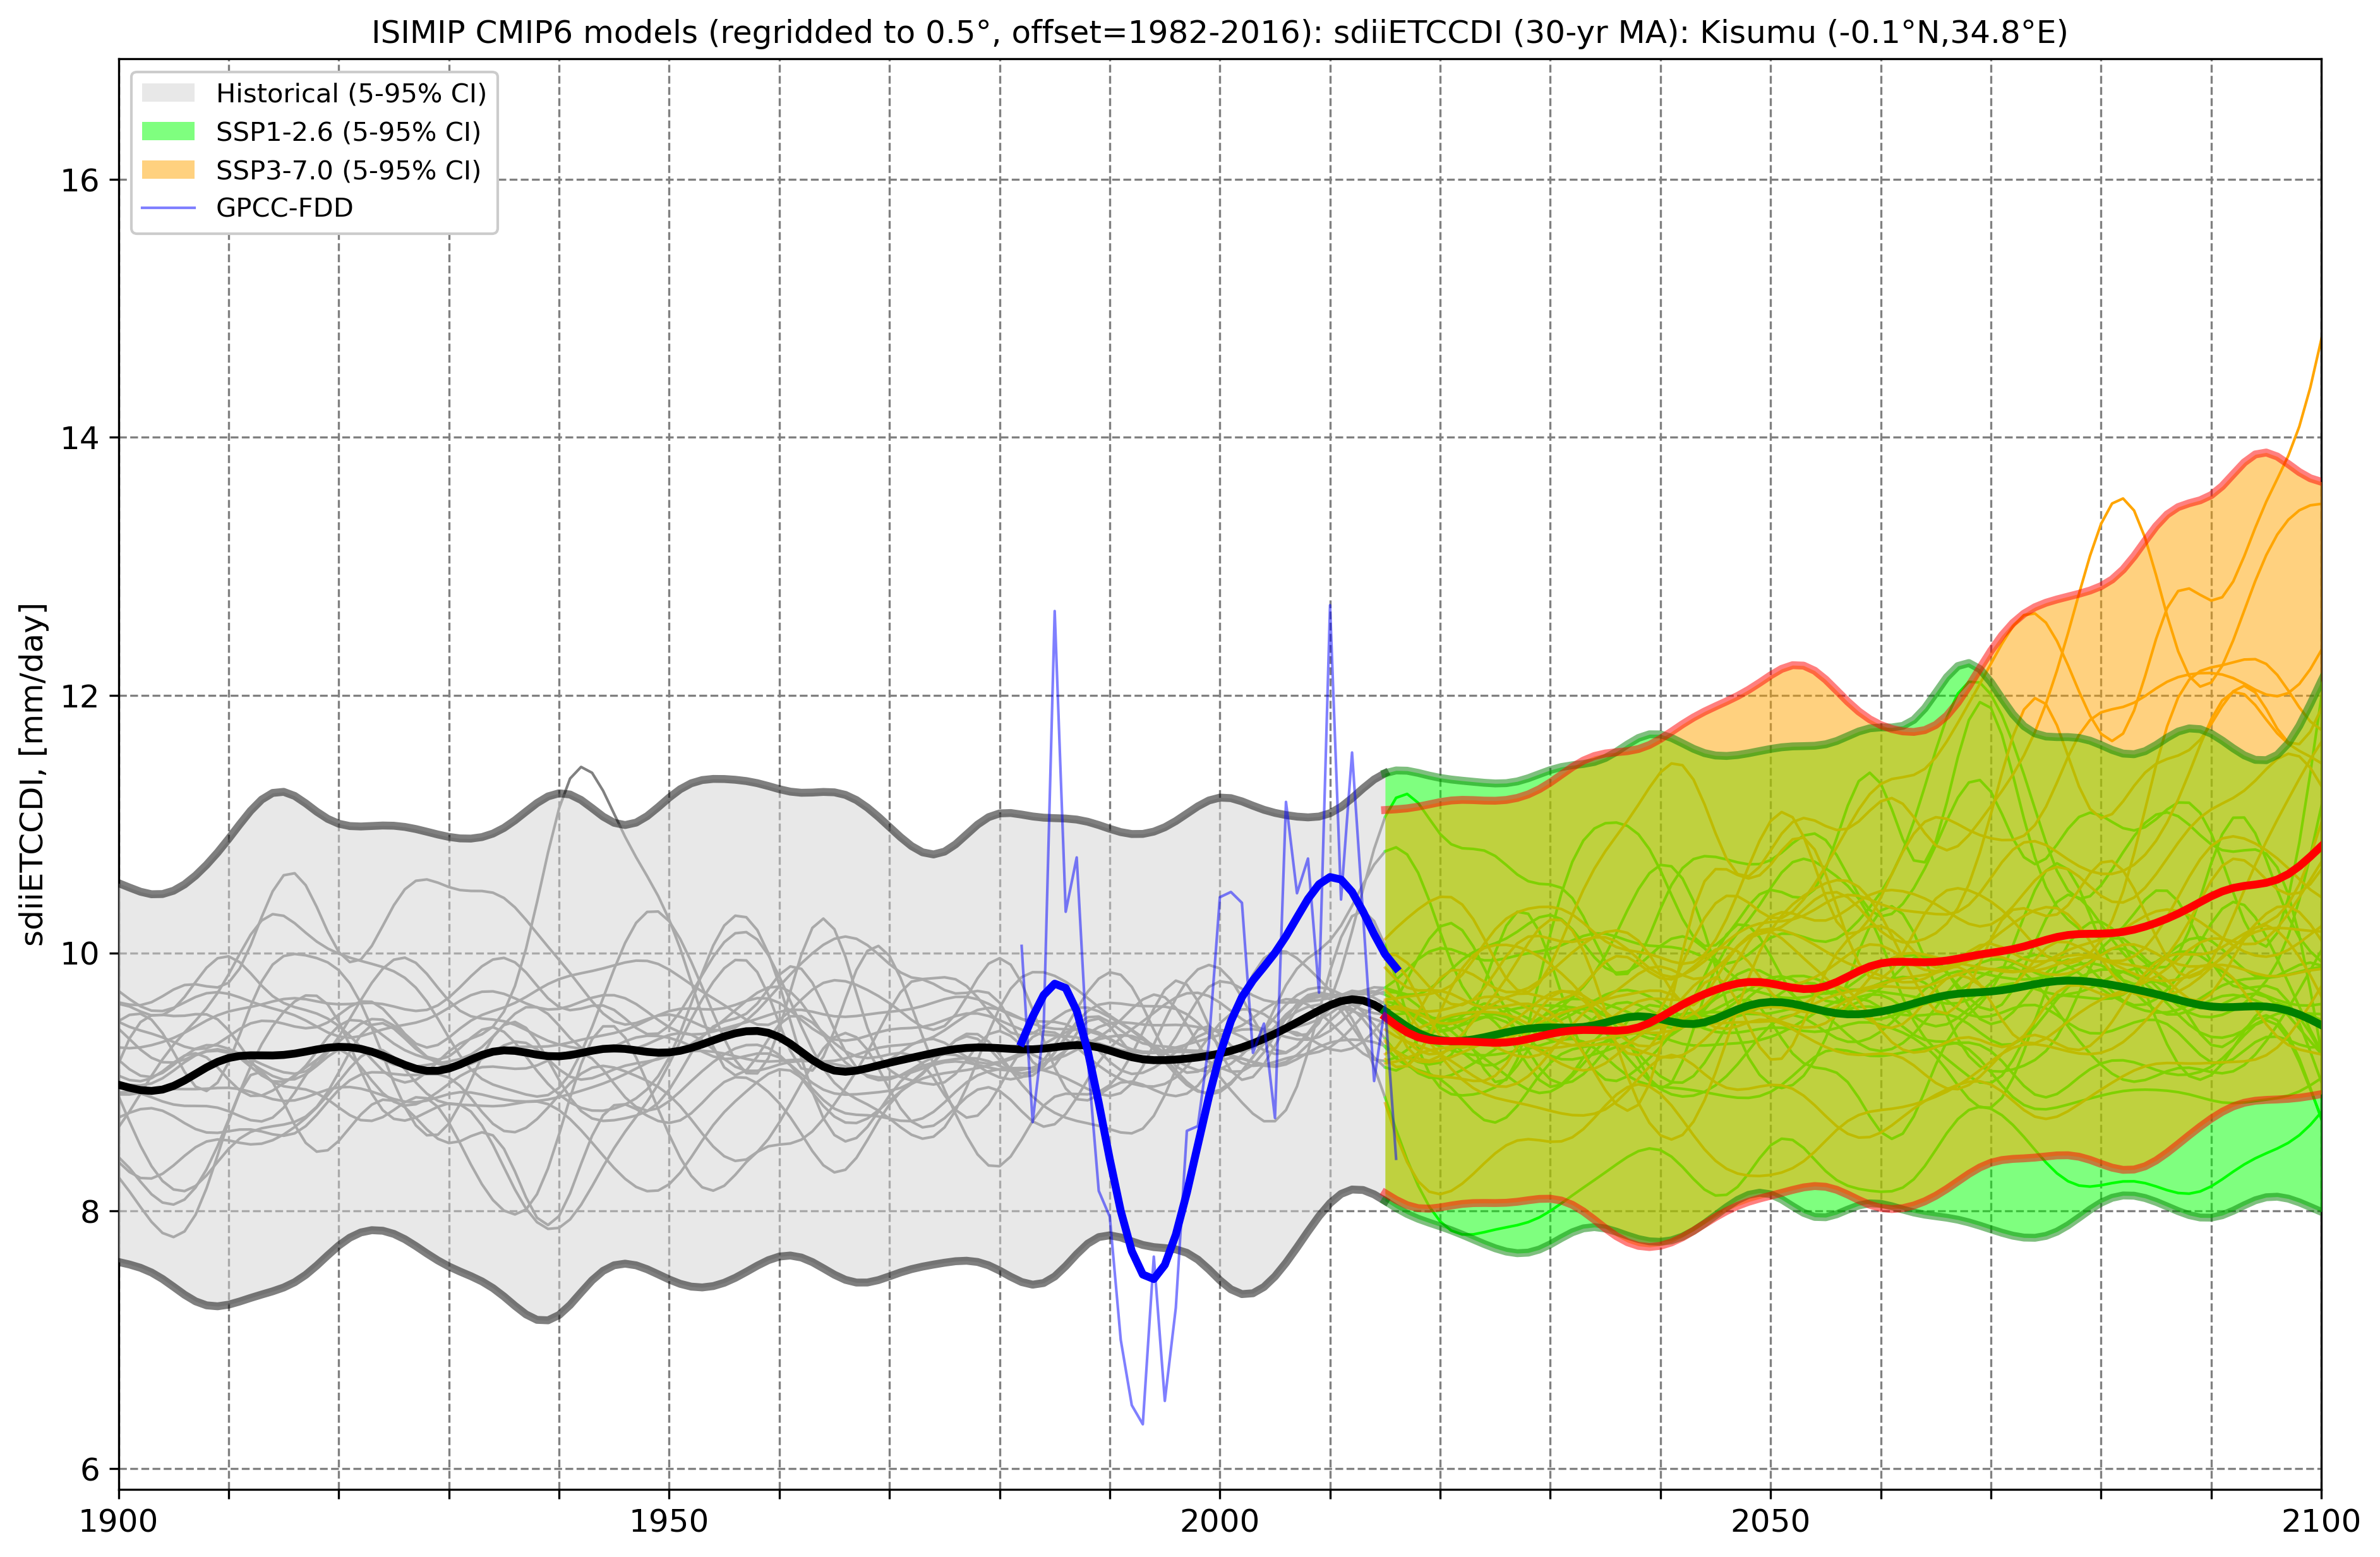 ISIMIP CMIP6 models (regridded to 0.5°, offset=1982-2016): sdiiETCCDI (30-yr MA): Kisumu (-0.1°N,34.8°E)
Historical (5-95% CI)
SSP1-2.6 (5-95% CI)
SSP3-7.0 (5-95% CI)
GPCC-FDD
sdiiETCCDI, [mm/day]
16
14
12
10
8
6
1900 1950 2000 2050 2100